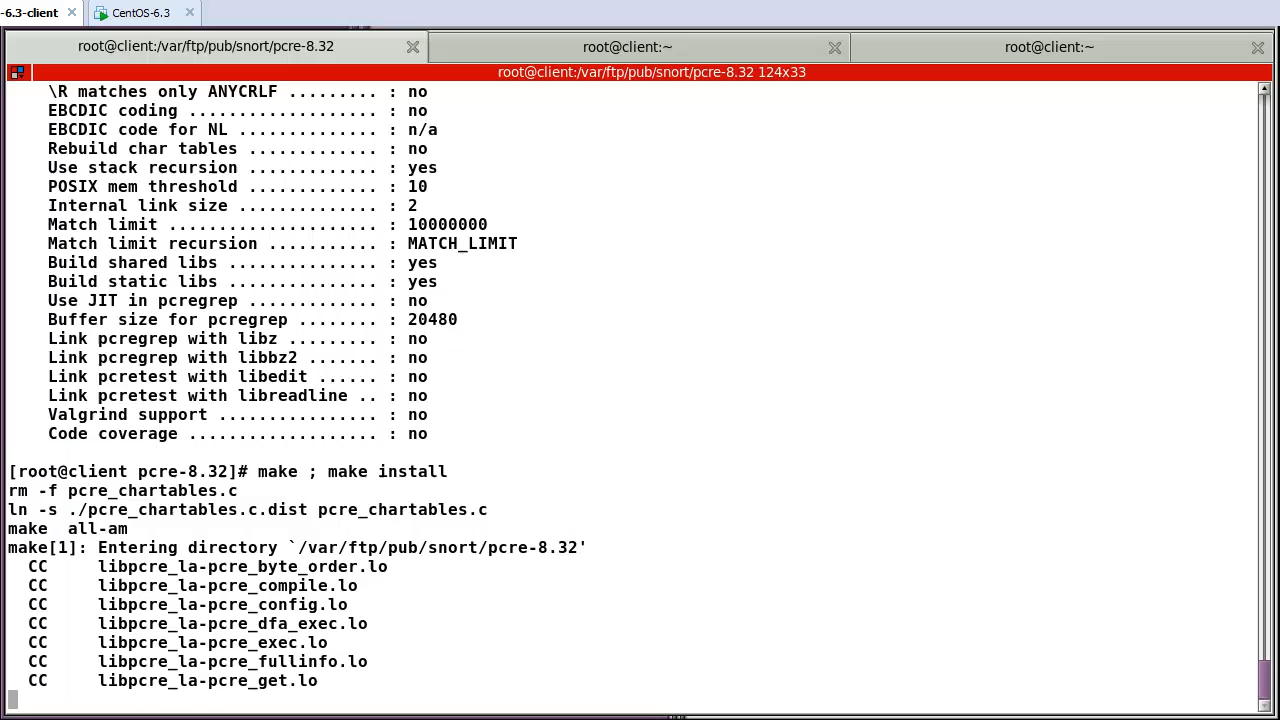 -6.3-client CentOS-6.3
root@client:/var/ftp/pub/snort/pcre-8.32 root@client:~ root@client:~
root@client:/var/ftp/pub/snort/pcre-8.32 124x33
\R matches only ANYCRLF ......... : no
EBCDIC coding ................... : no
EBCDIC code for NL .............. : n/a
Rebuild char tables ............. : no
Use stack recursion ............. : yes
POSIX mem threshold ............. : 10
Internal link size .............. : 2
Match limit ..................... : 10000000
Match limit recursion ........... : MATCH_LIMIT
Build shared libs ............... : yes
Build static libs ............... : yes
Use JIT in pcregrep ............. : no
Buffer size for pcregrep ........ : 20480
Link pcregrep with libz ......... : no
Link pcregrep with libbz2 ....... : no
Link pcretest with libedit ...... : no
Link pcretest with libreadline .. : no
Valgrind support ................ : no
Code coverage ................... : no
[root@client pcre-8.32]# make ; make install
rm -f pcre_chartables.c
ln -s ./pcre_chartables.c.dist pcre_chartables.c
make  all-am
make[1]: Entering directory `/var/ftp/pub/snort/pcre-8.32'
CC     libpcre_la-pcre_byte_order.lo
CC     libpcre_la-pcre_compile.lo
CC     libpcre_la-pcre_config.lo
CC     libpcre_la-pcre_dfa_exec.lo
CC     libpcre_la-pcre_exec.lo
CC     libpcre_la-pcre_fullinfo.lo
CC     libpcre_la-pcre_get.lo